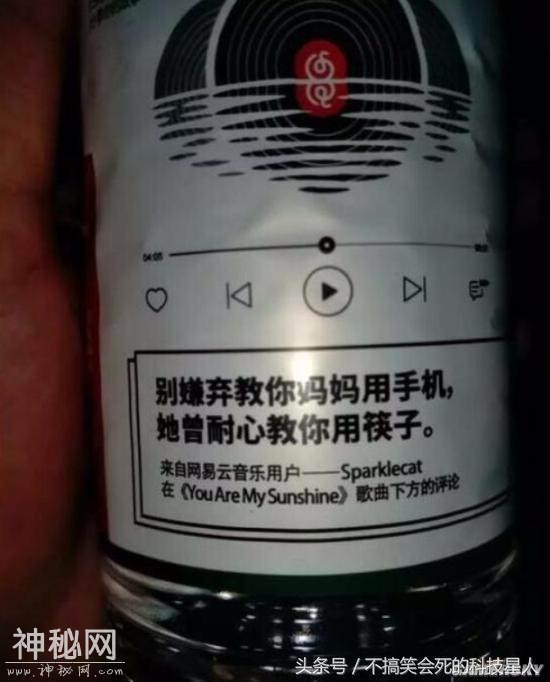 04:05
别嫌弃教你妈妈用手机,
她曾耐心教你用筷子。
来自网易云音乐用户——Sparklecat
在《You Are My Sunshine》歌曲下方的评论
神秘网
www.神秘网.com
头条号 / 不搞笑会死的科技星人